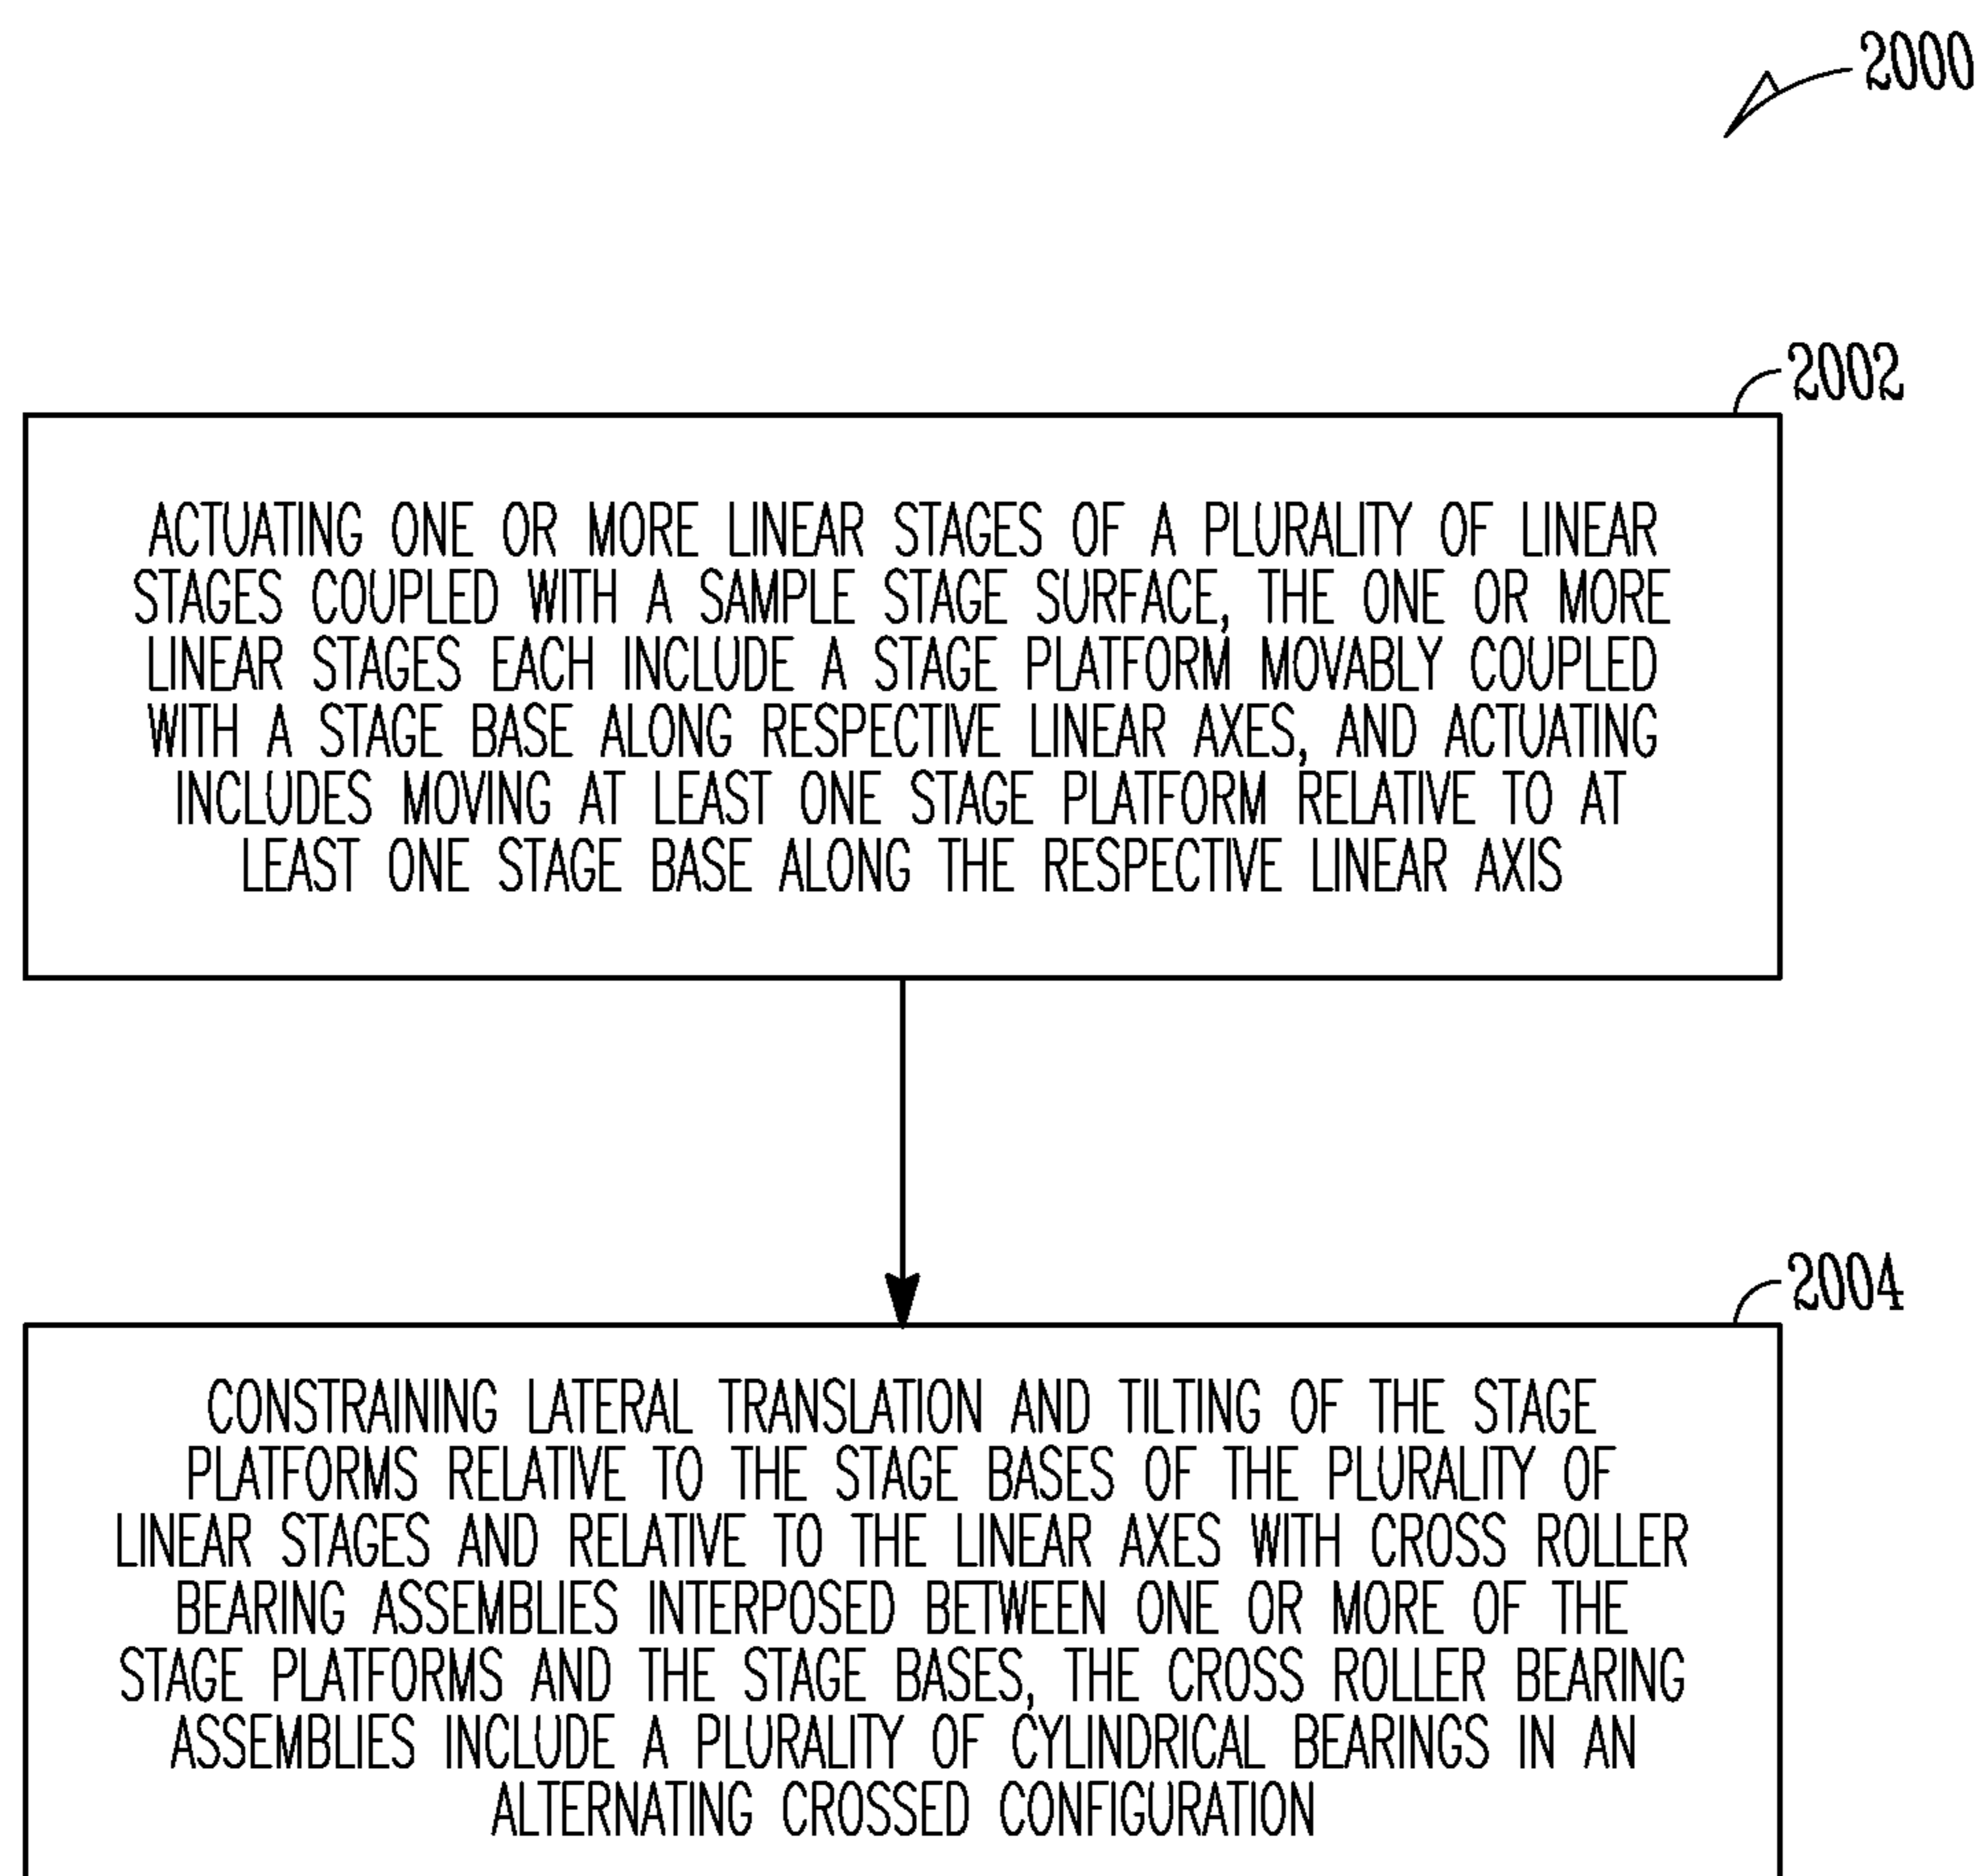 2000
2002
ACTUATING ONE OR MORE LINEAR STAGES OF A PLURALITY OF LINEAR
STAGES COUPLED WITH A SAMPLE STAGE SURFACE, THE ONE OR MORE
LINEAR STAGES EACH INCLUDE A STAGE PLATFORM MOVABLY COUPLED
WITH A STAGE BASE ALONG RESPECTIVE LINEAR AXES, AND ACTUATING
INCLUDES MOVING AT LEAST ONE STAGE PLATFORM RELATIVE TO AT
LEAST ONE STAGE BASE ALONG THE RESPECTIVE LINEAR AXIS
2004
CONSTRAINING LATERAL TRANSLATION AND TILTING OF THE STAGE
PLATFORMS RELATIVE TO THE STAGE BASES OF THE PLURALITY OF
LINEAR STAGES AND RELATIVE TO THE LINEAR AXES WITH CROSS ROLLER
BEARING ASSEMBLIES INTERPOSED BETWEEN ONE OR MORE OF THE
STAGE PLATFORMS AND THE STAGE BASES, THE CROSS ROLLER BEARING
ASSEMBLIES INCLUDE A PLURALITY OF CYLINDRICAL BEARINGS IN AN
ALTERNATING CROSSED CONFIGURATION